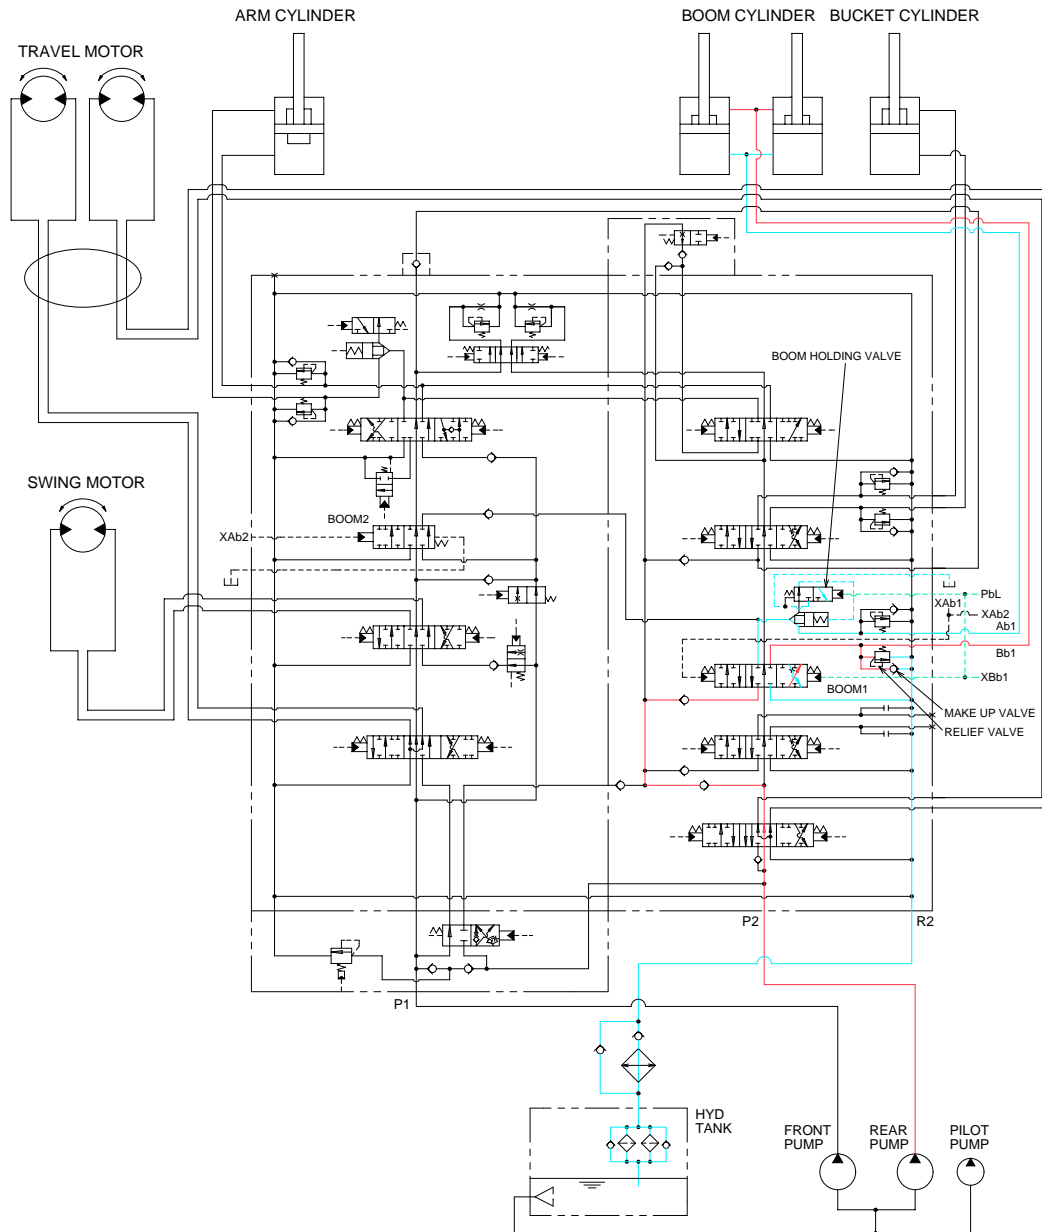 ARM CYLINDER
BOOM CYLINDER
BUCKET CYLINDER
TRAVEL MOTOR
BOOM HOLDING VALVE
SWING MOTOR
BOOM2
XAb2
PbL
XAb1
XAb2
Ab1
Bb1
XBb1
BOOM1
MAKE UP VALVE
RELIEF VALVE
P2
R2
P1
HYD
TANK
FRONT
PUMP
REAR
PUMP
PILOT
PUMP